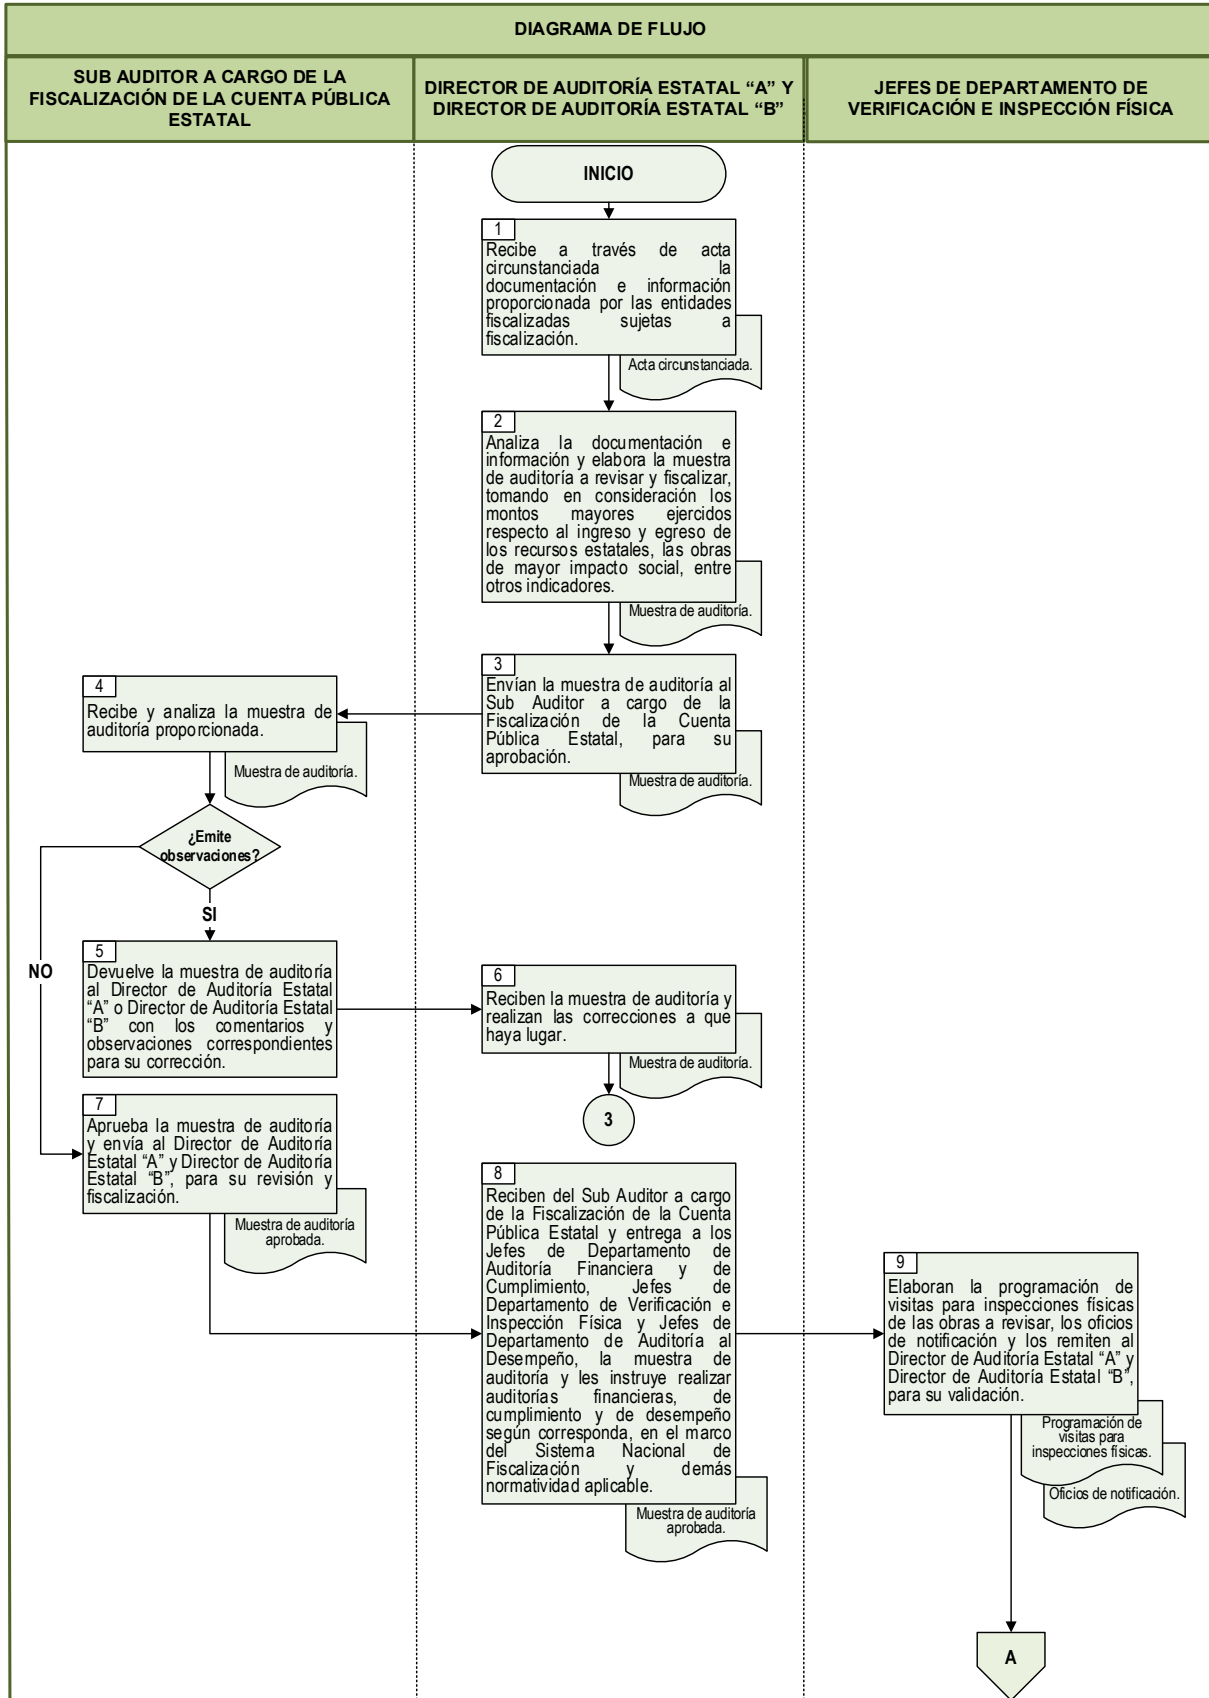 DIAGRAMA DE FLUJO
SUB AUDITOR A CARGO DE LA
FISCALIZACIÓN DE LA CUENTA PÚBLICA
ESTATAL
DIRECTOR DE AUDITORÍA ESTATAL “A” Y
DIRECTOR DE AUDITORÍA ESTATAL “B”
JEFES DE DEPARTAMENTO DE
VERIFICACIÓN E INSPECCIÓN FÍSICA
INICIO
1
Recibe a través de acta
circunstanciada la
documentación e información
proporcionada por las entidades
fiscalizadas sujetas a
fiscalización.
Acta circunstanciada.
2
Analiza la documentación e
información y elabora la muestra
de auditoría a revisar y fiscalizar,
tomando en consideración los
montos mayores ejercidos
respecto al ingreso y egreso de
los recursos estatales, las obras
de mayor impacto social, entre
otros indicadores.
Muestra de auditoría.
3
Envían la muestra de auditoría al
Sub Auditor a cargo de la
Fiscalización de la Cuenta
Pública Estatal, para su
aprobación.
Muestra de auditoría.
4
Recibe y analiza la muestra de
auditoría proporcionada.
Muestra de auditoría.
¿Emite
observaciones?
SI
NO
5
Devuelve la muestra de auditoría
al Director de Auditoría Estatal
“A” o Director de Auditoría Estatal
“B” con los comentarios y
observaciones correspondientes
para su corrección.
6
Reciben la muestra de auditoría y
realizan las correcciones a que
haya lugar.
Muestra de auditoría.
3
7
Aprueba la muestra de auditoría
y envía al Director de Auditoría
Estatal “A” y Director de Auditoría
Estatal “B”, para su revisión y
fiscalización.
Muestra de auditoría
aprobada.
8
Reciben del Sub Auditor a cargo
de la Fiscalización de la Cuenta
Pública Estatal y entrega a los
Jefes de Departamento de
Auditoría Financiera y de
Cumplimiento, Jefes de
Departamento de Verificación e
Inspección Física y Jefes de
Departamento de Auditoría al
Desempeño, la muestra de
auditoría y les instruye realizar
auditorías financieras, de
cumplimiento y de desempeño
según corresponda, en el marco
del Sistema Nacional de
Fiscalización y demás
normatividad aplicable.
Muestra de auditoría
aprobada.
9
Elaboran la programación de
visitas para inspecciones físicas
de las obras a revisar, los oficios
de notificación y los remiten al
Director de Auditoría Estatal “A” y
Director de Auditoría Estatal “B”,
para su validación.
Programación de
visitas para
inspecciones físicas.
Oficios de notificación.
A